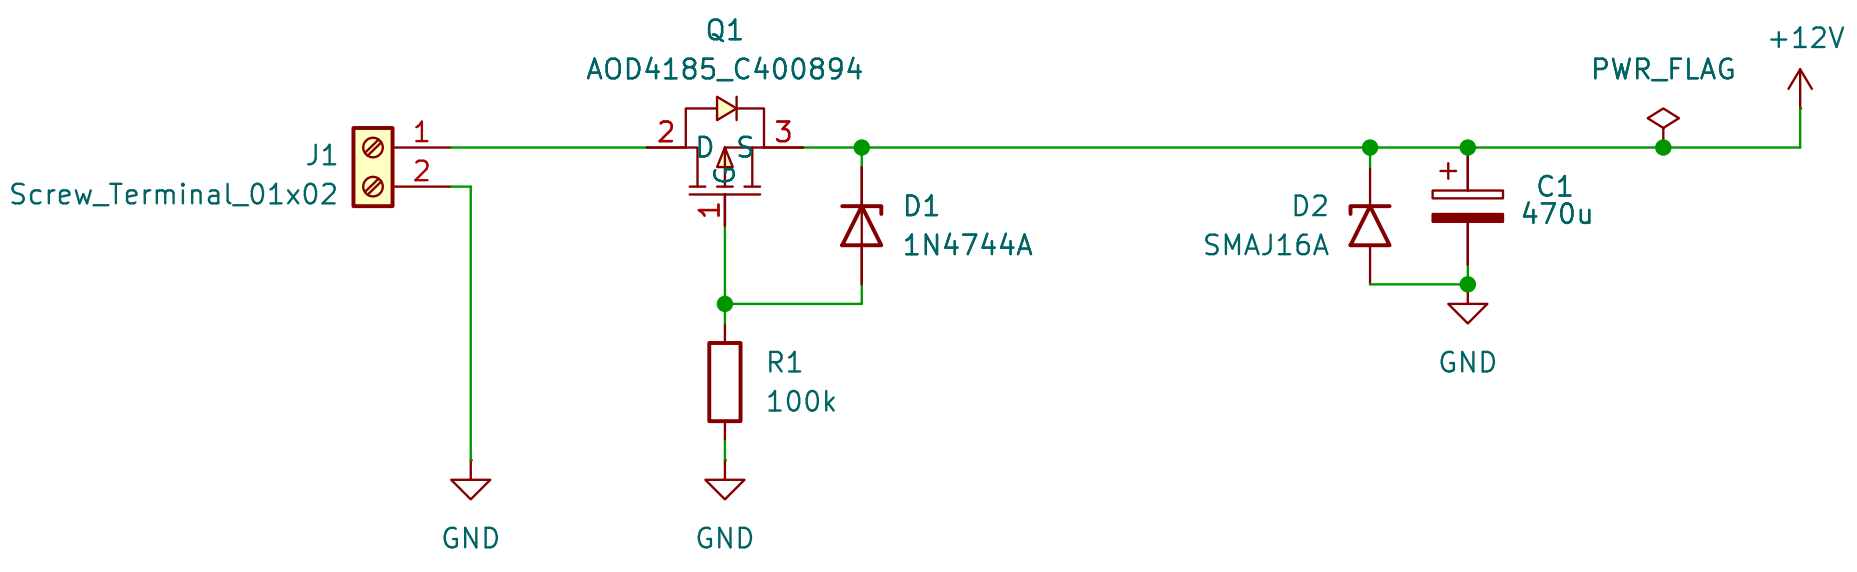 Q1
AOD4185_C400894
+12V
PWR_FLAG
J1
Screw_Terminal_01x02
1
2
2
3
D
S
G
1
D1
1N4744A
D2
SMAJ16A
C1
470u
+
R1
100k
GND
GND
GND